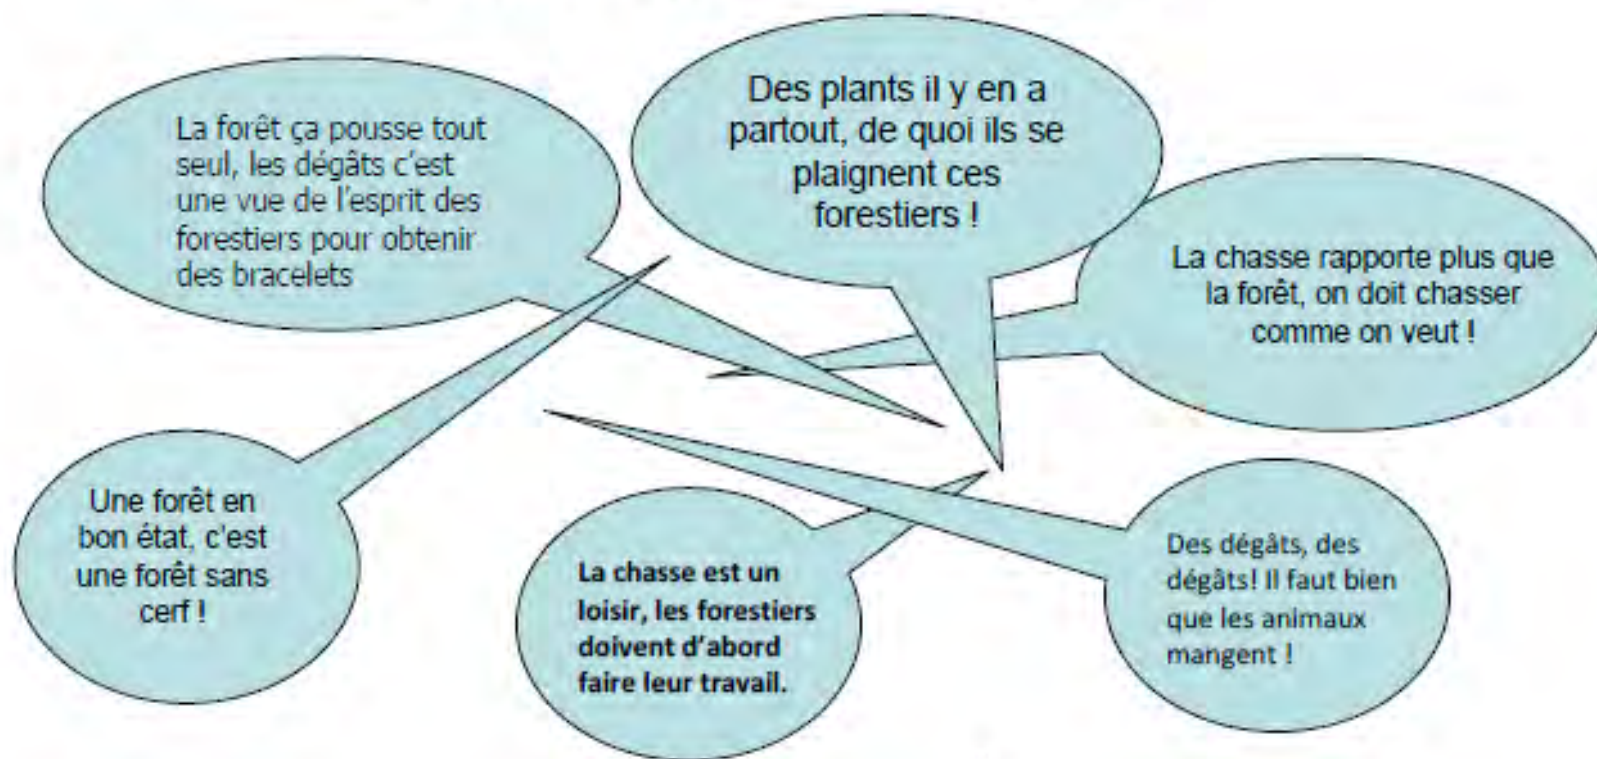 La forêt ça pousse tout
seul, les dégâts c'est
une vue de l'esprit des
forestiers pour obtenir
des bracelets
Des plants il y en a
partout, de quoi ils se
plaignent ces
forestiers !
La chasse rapporte plus que
la forêt, on doit chasser
comme on veut !
Une forêt en
bon état, c'est
une forêt sans
cerf !
La chasse est un
loisir, les forestiers
doivent d'abord
faire leur travail.
Des dégâts, des
dégâts! Il faut bien
que les animaux
mangent !